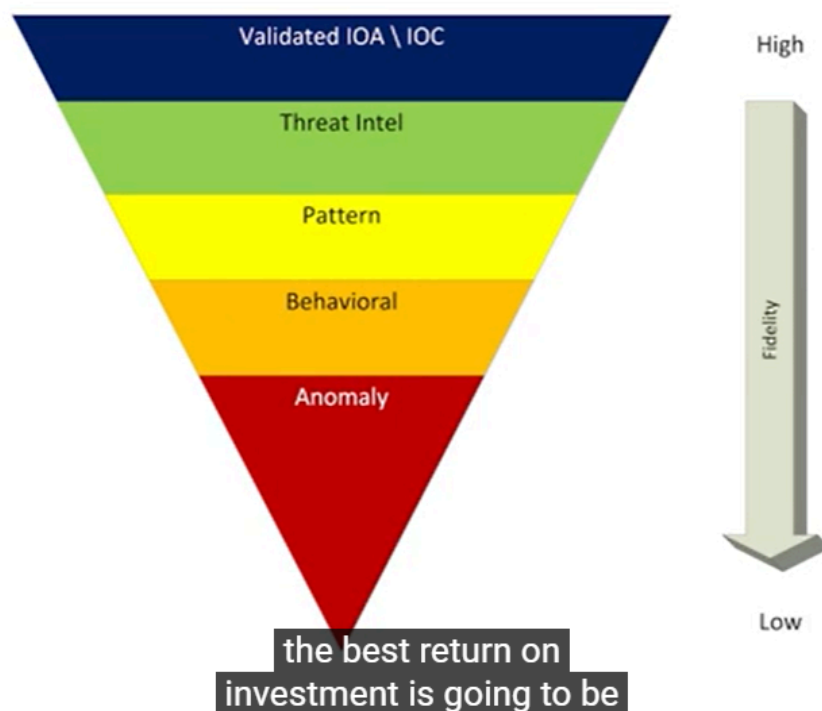 Validated IOA \ IOC
High
Threat Intel
Pattern
Behavioral
Fidelity
Anomaly
Low
the best return on
investment is going to be